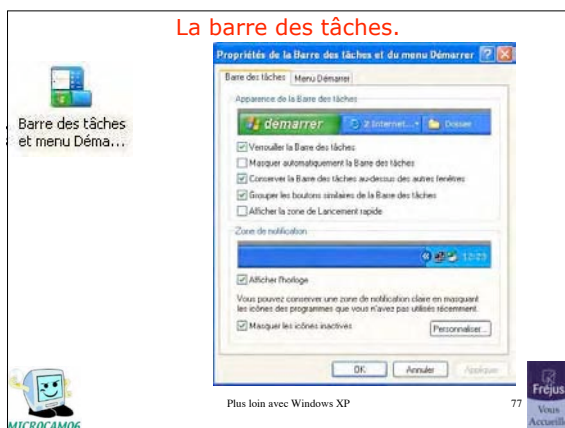 La barre des tâches.
Barre des tâches
et menu Déma...
Propriétés de la Barre des tâches et du menu Démarrer
Barre des tâches
Menu Démarrer
Apparence de la Barre des tâches
démarrer
2 Internet...
Dossier
Verrouiller la Barre des tâches
Masquer automatiquement la Barre des tâches
Conserver la Barre des tâches au-dessus des autres fenêtres
Grouper les boutons similaires de la Barre des tâches
Afficher la zone de Lancement rapide
Zone de notification
12:23
Afficher l'horloge
Vous pouvez conserver une zone de notification claire en masquant
les icônes des programmes que vous n'avez pas utilisés récemment.
Masquer les icônes inactives
Personnaliser...
OK
Annuler
Appliquer
MICROCAM06
Plus loin avec Windows XP
77
Fréjus
Vous
Accueille